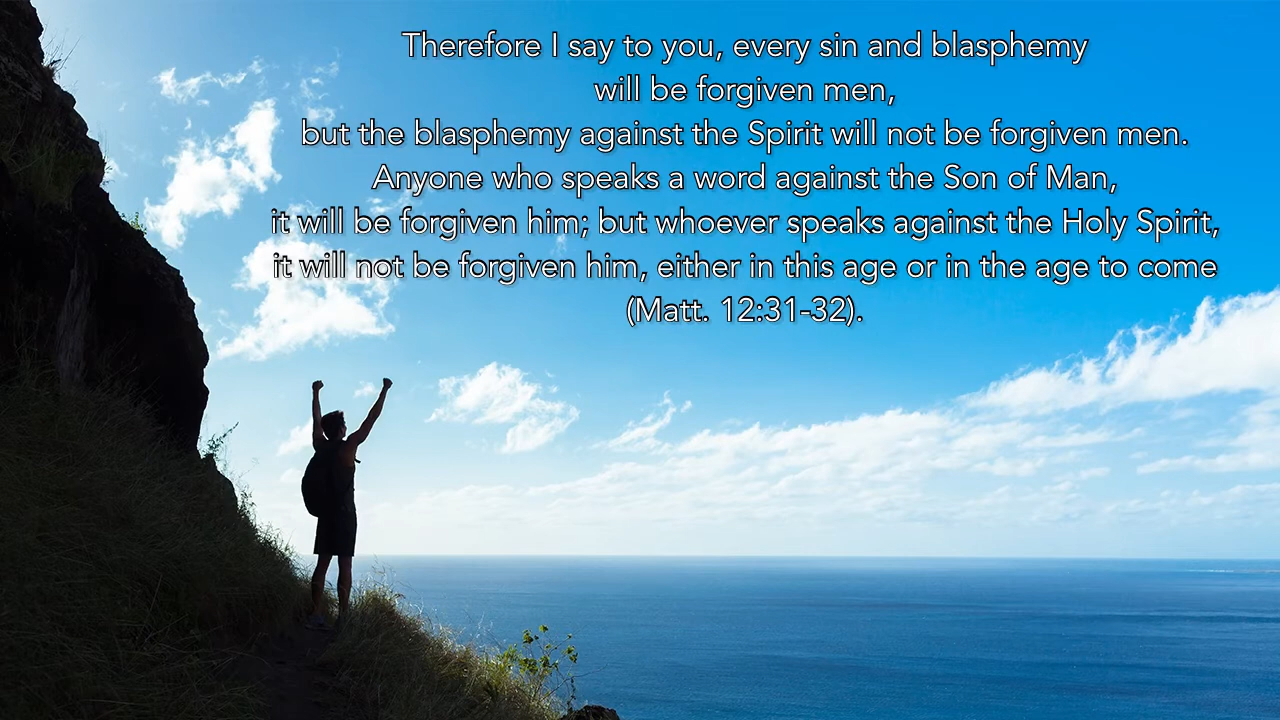 Therefore I say to you, every sin and blasphemy
will be forgiven men,
but the blasphemy against the Spirit will not be forgiven men.
Anyone who speaks a word against the Son of Man,
it will be forgiven him; but whoever speaks against the Holy Spirit,
it will not be forgiven him, either in this age or in the age to come
(Matt. 12:31-32).